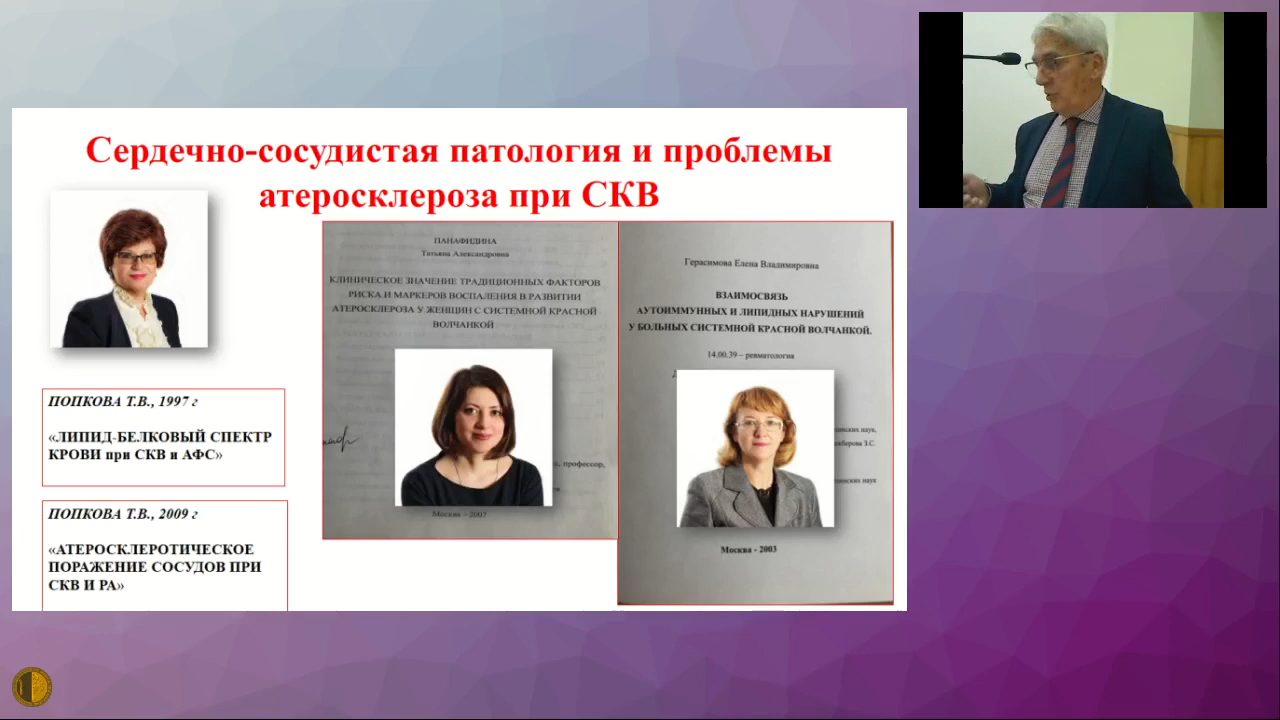 Сердечно-сосудистая патология и проблемы
атеросклероза при СКВ
ПОПКОВА Т.В., 1997 г
«ЛИПИД-БЕЛКОВЫЙ СПЕКТР
КРОВИ при СКВ и АФС»
ПОПКОВА Т.В., 2009 г
«АТЕРОСКЛЕРОТИЧЕСКОЕ
ПОРАЖЕНИЕ СОСУДОВ ПРИ
СКВ И РА»
ПАНАФИДИНА
Татьяна Александровна
КЛИНИЧЕСКОЕ ЗНАЧЕНИЕ ТРАДИЦИОННЫХ ФАКТОРОВ
РИСКА И МАРКЕРОВ ВОСПАЛЕНИЯ В РАЗВИТИИ
АТЕРОСКЛЕРОЗА У ЖЕНЩИН С СИСТЕМНОЙ КРАСНОЙ
ВОЛЧАНКОЙ
профессор,
Москва – 2007
Герасимова Елена Владимировна
ВЗАИМОСВЯЗЬ
АУТОИММУННЫХ И ЛИПИДНЫХ НАРУШЕНИЙ
У БОЛЬНЫХ СИСТЕМНОЙ КРАСНОЙ ВОЛЧАНКОЙ.
14.00.39 – ревматология
наук,
З.С.
наук
Москва - 2003